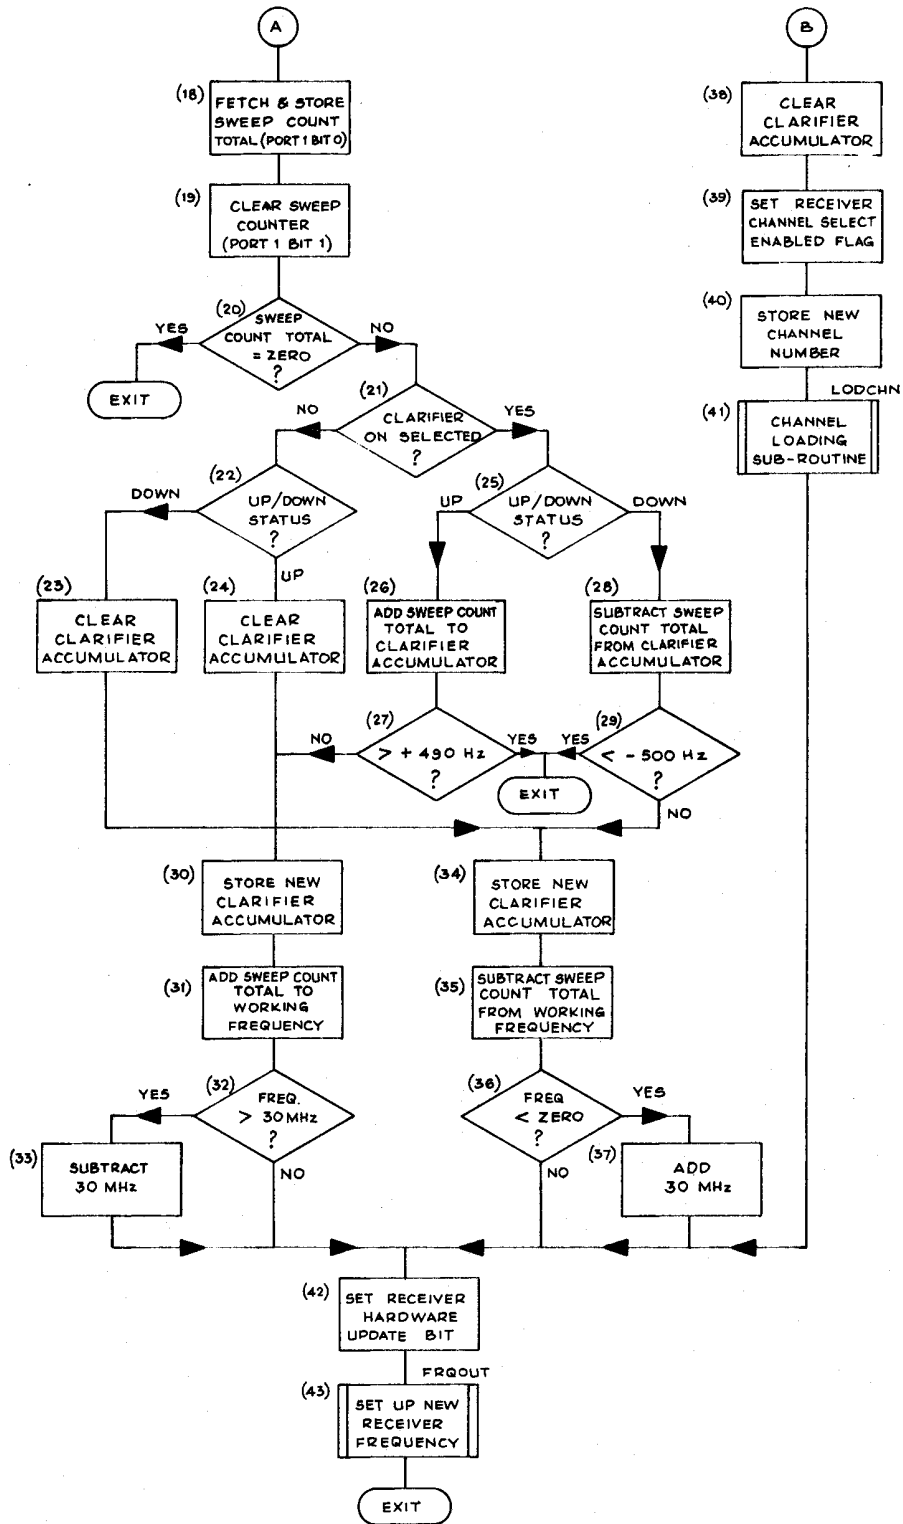 A
(18)
FETCH & STORE
SWEEP COUNT
TOTAL (PORT 1 BIT 0)
(19)
CLEAR SWEEP
COUNTER
(PORT 1 BIT 1)
(20)
SWEEP
COUNT TOTAL
= ZERO
?
YES
NO
EXIT
(21)
CLARIFIER
ON SELECTED
?
NO
YES
(22)
UP/DOWN
STATUS
?
DOWN
UP
(25)
UP/DOWN
STATUS
?
UP
DOWN
(23)
CLEAR
CLARIFIER
ACCUMULATOR
(24)
CLEAR
CLARIFIER
ACCUMULATOR
(26)
ADD SWEEP COUNT
TOTAL TO
CLARIFIER
ACCUMULATOR
(28)
SUBTRACT SWEEP
COUNT TOTAL
FROM CLARIFIER
ACCUMULATOR
(27)
> + 490 HZ
?
NO
YES
(29)
< - 500 HZ
?
YES
NO
EXIT
(30)
STORE NEW
CLARIFIER
ACCUMULATOR
(34)
STORE NEW
CLARIFIER
ACCUMULATOR
(31)
ADD SWEEP COUNT
TOTAL TO
WORKING
FREQUENCY
(35)
SUBTRACT SWEEP
COUNT TOTAL
FROM WORKING
FREQUENCY
(32)
FREQ.
> 30 MHZ
?
YES
NO
(36)
FREQ
< ZERO
?
YES
NO
(33)
SUBTRACT
30 MHZ
(37)
ADD
30 MHZ
B
(38)
CLEAR
CLARIFIER
ACCUMULATOR
(39)
SET RECEIVER
CHANNEL SELECT
ENABLED FLAG
(40)
STORE NEW
CHANNEL
NUMBER
LODCHN
(41)
CHANNEL
LOADING
SUB-ROUTINE
(42)
SET RECEIVER
HARDWARE
UPDATE BIT
FRQOUT
(43)
SET UP NEW
RECEIVER
FREQUENCY
EXIT